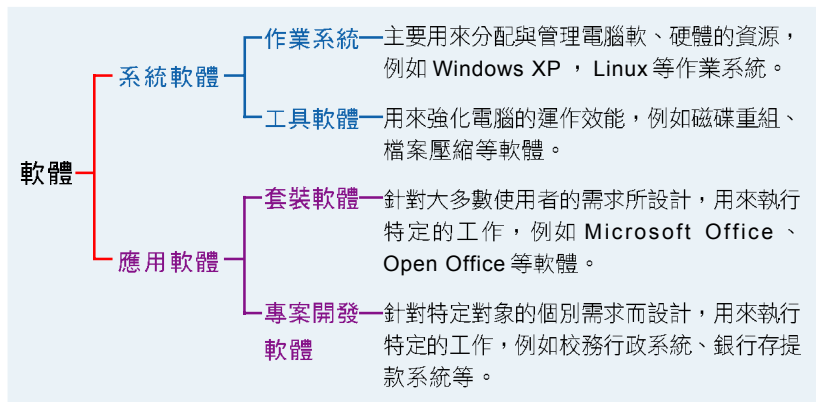 軟體
系統軟體
作業系統
主要用來分配與管理電腦軟、硬體的資源，
例如 Windows XP ， Linux 等作業系統。
工具軟體
用來強化電腦的運作效能，例如磁碟重組、
檔案壓縮等軟體。
應用軟體
套裝軟體
針對大多數使用者的需求所設計，用來執行
特定的工作，例如 Microsoft Office 、
Open Office 等軟體。
專案開發
軟體
針對特定對象的個別需求而設計，用來執行
特定的工作，例如校務行政系統、銀行存提
款系統等。